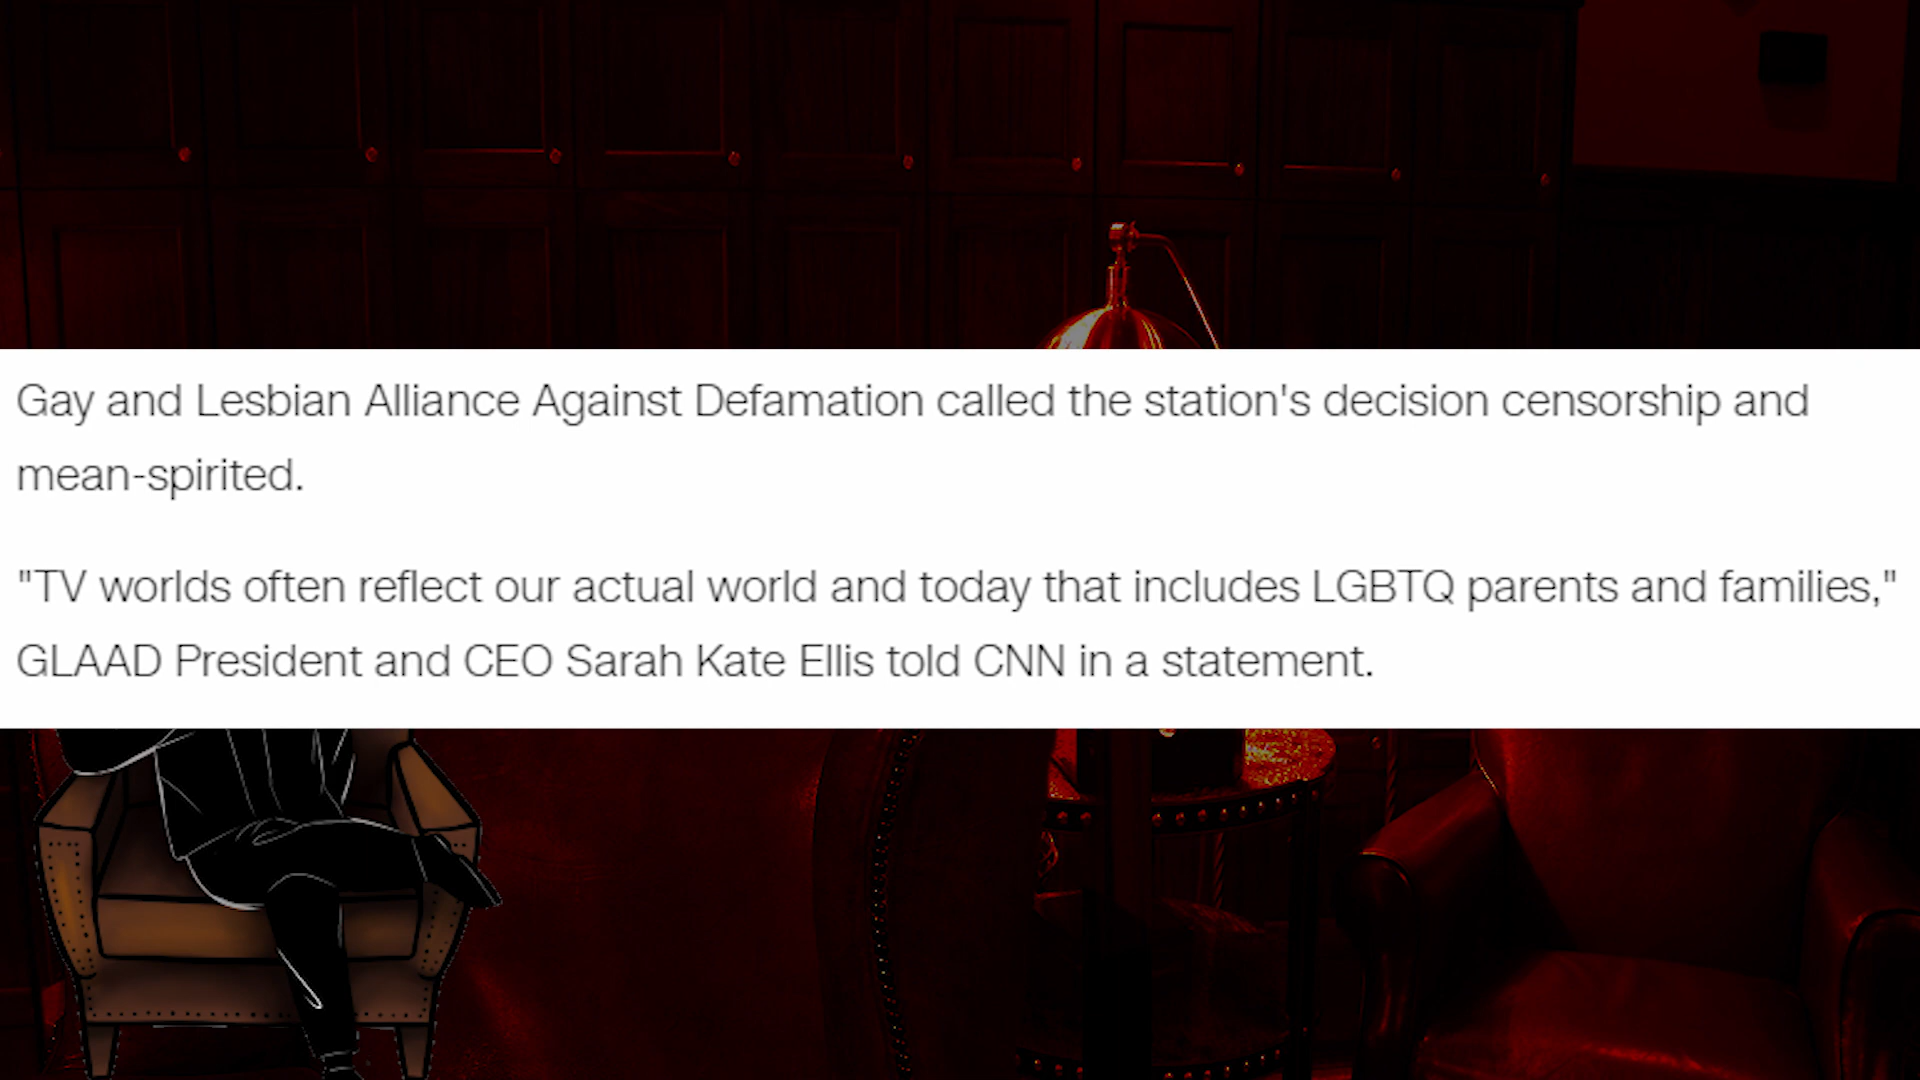 Gay and Lesbian Alliance Against Defamation called the station's decision censorship and
mean-spirited.
"TV worlds often reflect our actual world and today that includes LGBTQ parents and families,"
GLAAD President and CEO Sarah Kate Ellis told CNN in a statement.